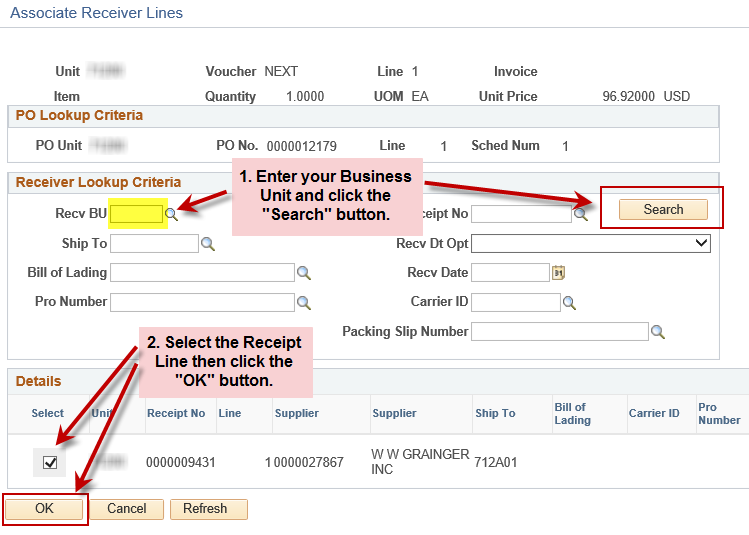 Associate Receiver Lines
Unit Voucher NEXT Line 1 Invoice
Item Quantity 1.0000 UOM EA Unit Price 96.92000 USD
PO Lookup Criteria
PO Unit PO No. 0000012179 Line 1 Sched Num 1
Receiver Lookup Criteria
1. Enter your Business
Unit and click the
"Search" button.
Recv BU ceipt No Search
Ship To Recv Dt Opt
Bill of Lading Recv Date 31
Pro Number Carrier ID
Packing Slip Number
2. Select the Receipt
Line then click the
"OK" button.
Details
Select Unit Receipt No Line Supplier Supplier Ship To Bill of Lading Carrier ID Pro Number
0000009431 1 0000027867 W W GRAINGER INC 712A01
OK Cancel Refresh